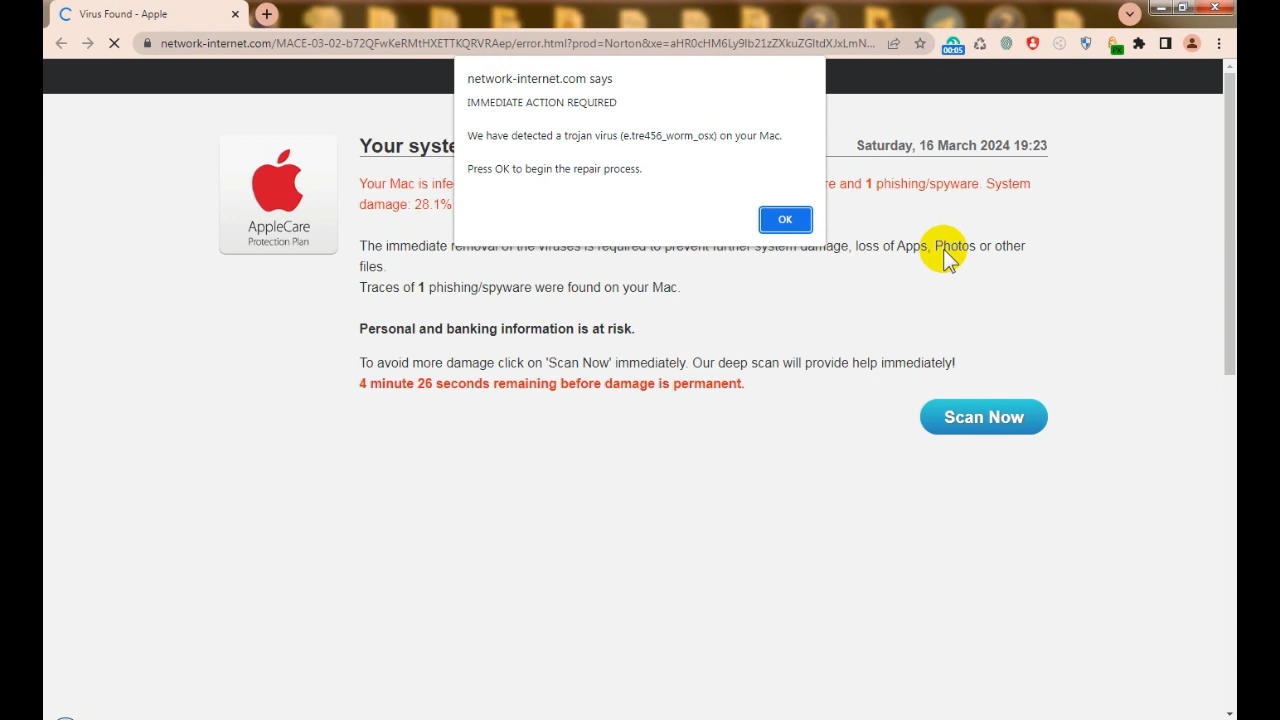 Virus Found - Apple
network-internet.com/MACE-03-02-b72QFwKeRMtHXETTKQRVRAep/error.html?prod=Norton&xe=aHR0cHM6Ly9lb21zZXkuZGltdXJxLmN...
00:05
network-internet.com says
IMMEDIATE ACTION REQUIRED
We have detected a trojan virus (e.tre456_worm_osx) on your Mac.
Press OK to begin the repair process.
OK
AppleCare
Protection Plan
Your syste
Saturday, 16 March 2024 19:23
Your Mac is infe re and 1 phishing/spyware. System
damage: 28.1%
The immediate removal of the viruses is required to prevent further system damage, loss of Apps, Photos or other
files.
Traces of 1 phishing/spyware were found on your Mac.
Personal and banking information is at risk.
To avoid more damage click on 'Scan Now' immediately. Our deep scan will provide help immediately!
4 minute 26 seconds remaining before damage is permanent.
Scan Now